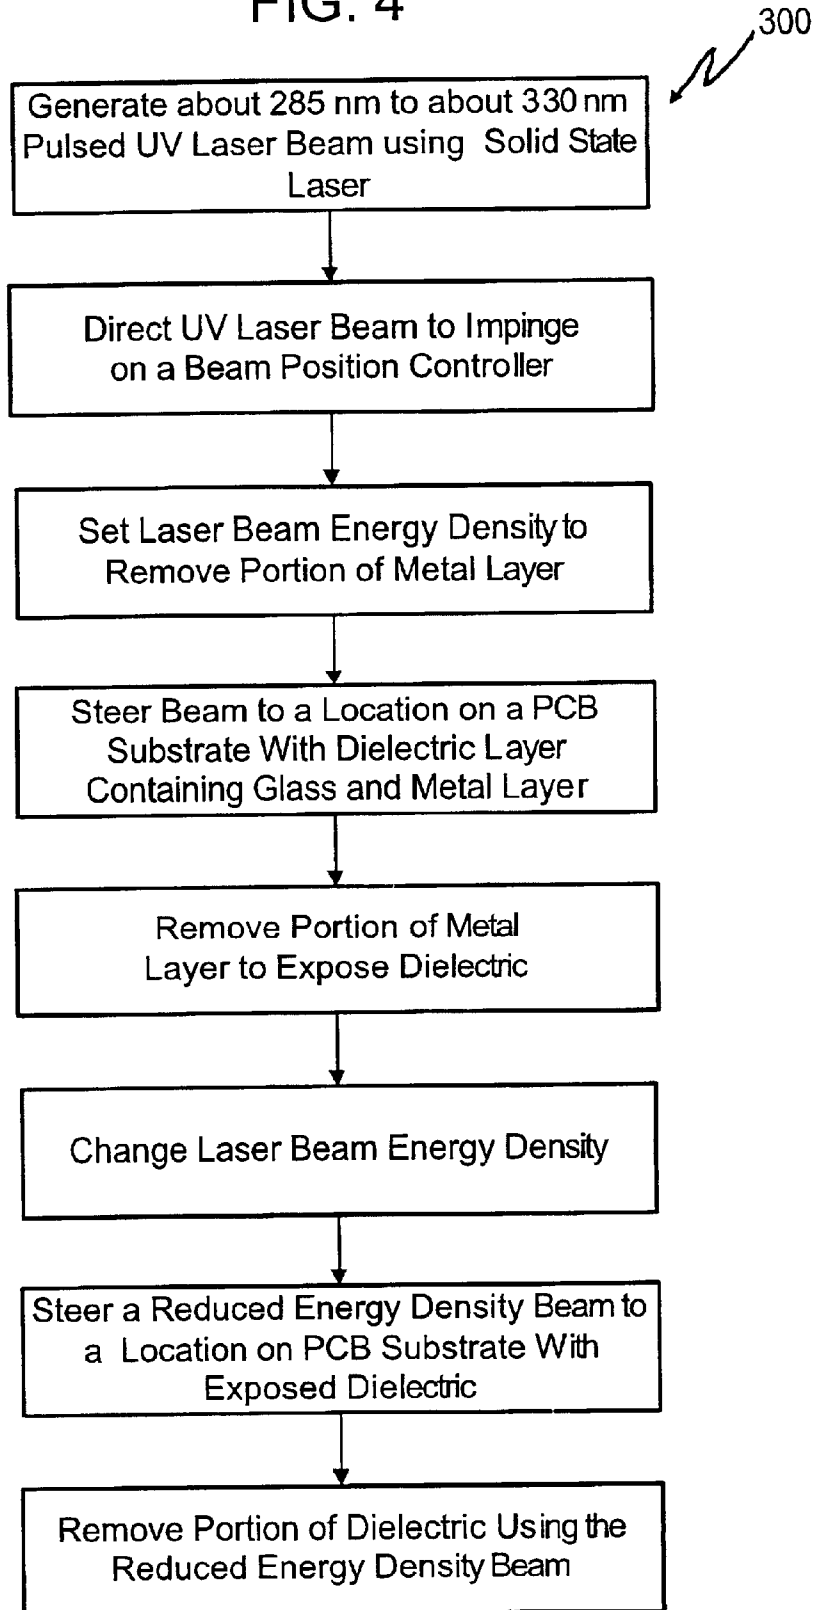 FIG. 4
300
Generate about 285 nm to about 330 nm
Pulsed UV Laser Beam using Solid State
Laser
Direct UV Laser Beam to Impinge
on a Beam Position Controller
Set Laser Beam Energy Density to
Remove Portion of Metal Layer
Steer Beam to a Location on a PCB
Substrate With Dielectric Layer
Containing Glass and Metal Layer
Remove Portion of Metal
Layer to Expose Dielectric
Change Laser Beam Energy Density
Steer a Reduced Energy Density Beam to
a Location on PCB Substrate With
Exposed Dielectric
Remove Portion of Dielectric Using the
Reduced Energy Density Beam